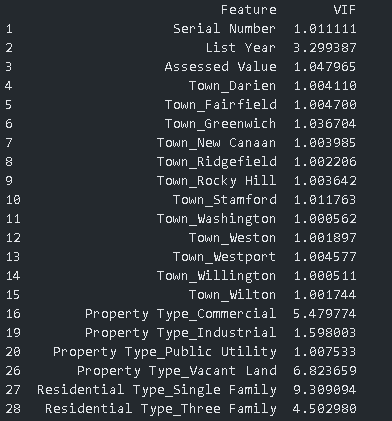 Feature VIF
1 Serial Number 1.011111
2 List Year 3.299387
3 Assessed Value 1.047965
4 Town_Darien 1.004110
5 Town_Fairfield 1.004700
6 Town_Greenwich 1.036704
7 Town_New Canaan 1.003985
8 Town_Ridgefield 1.002206
9 Town_Rocky Hill 1.003642
10 Town_Stamford 1.011763
11 Town_Washington 1.000562
12 Town_Weston 1.001897
13 Town_Westport 1.004577
14 Town_Willington 1.000511
15 Town_Wilton 1.001744
16 Property Type_Commercial 5.479774
19 Property Type_Industrial 1.598003
20 Property Type_Public Utility 1.007533
26 Property Type_Vacant Land 6.823659
27 Residential Type_Single Family 9.309094
28 Residential Type_Three Family 4.502980